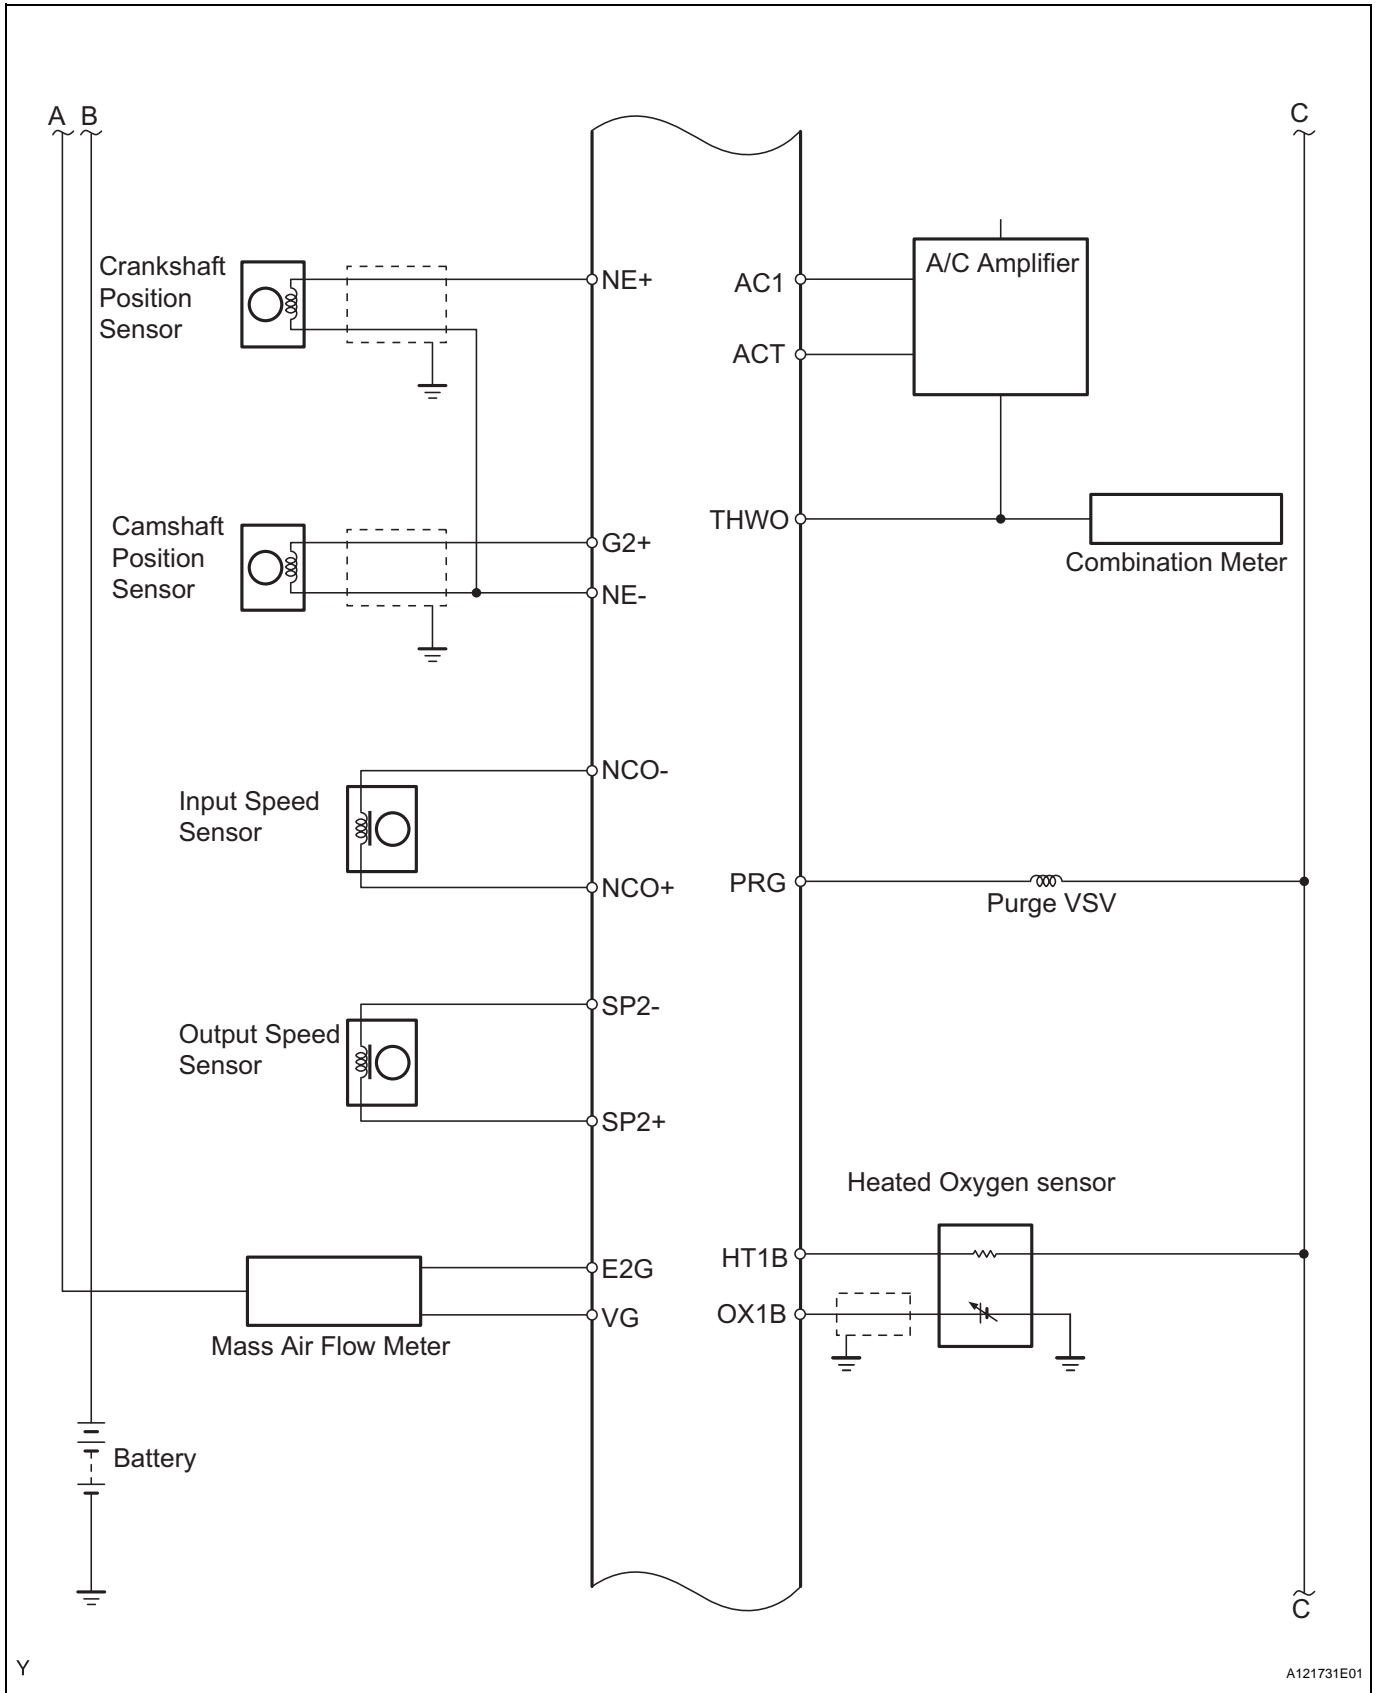 A B
C
Crankshaft
Position
Sensor
NE+
AC1
A/C Amplifier
ACT
Camshaft
Position
Sensor
G2+
NE-
THWO
Combination Meter
Input Speed
Sensor
NCO-
NCO+
PRG
Purge VSV
Output Speed
Sensor
SP2-
SP2+
Heated Oxygen sensor
E2G
VG
Mass Air Flow Meter
HT1B
OX1B
Battery
C
Y
A121731E01